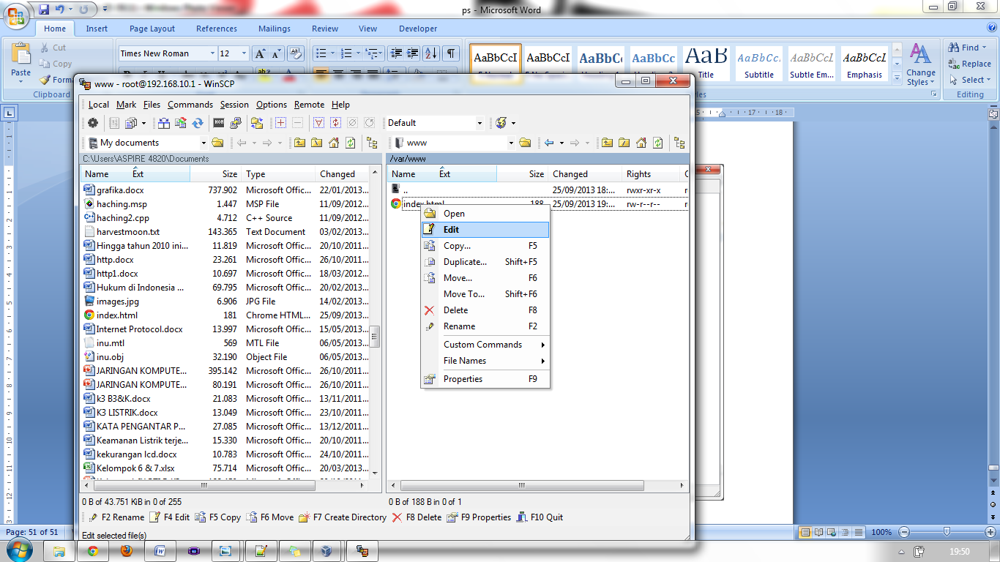 ps - Microsoft Word
Home Insert Page Layout References Mailings Review View Developer
Cut
Copy
Paste
Clipboard
Times New Roman 12
AaBbCcI AaBbCcI AaBbCc AaBbCc AaB AaBbCc. AaBbCcI AaBbCcI
Title Subtitle Subtle Em... Emphasis
Change
Styles
Find
Replace
Select
Editing
www - root@192.168.10.1 - WinSCP
Local Mark Files Commands Session Options Remote Help
Default
My documents
www
C:\Users\ASPIRE 4820\Documents
/var/www
Name Ext Size Type Changed
grafika.docx 737.902 Microsoft Offic... 22/01/2013...
haching.msp 1.447 MSP File 11/09/2012...
haching2.cpp 4.712 C++ Source 11/09/2012...
harvestmoon.txt 143.365 Text Document 03/02/2013...
Hingga tahun 2010 ini... 11.819 Microsoft Offic... 20/10/2011...
http.docx 23.261 Microsoft Offic... 26/10/2011...
http1.docx 10.697 Microsoft Offic... 18/03/2012...
Hukum di Indonesia ... 69.795 Microsoft Offic... 20/02/2013...
images.jpg 6.906 JPG File 14/02/2013...
index.html 181 Chrome HTML... 25/09/2013...
Internet Protocol.docx 13.997 Microsoft Offic... 15/05/2013...
inu.mtl 569 MTL File 06/05/2013...
inu.obj 32.190 Object File 06/05/2013...
JARINGAN KOMPUTE... 395.142 Microsoft Offic... 26/10/2011...
JARINGAN KOMPUTE... 80.191 Microsoft Offic... 26/10/2011...
k3 B3&K.docx 21.083 Microsoft Offic... 13/11/2011...
K3 LISTRIK.docx 13.049 Microsoft Offic... 23/10/2011...
KATA PENGANTAR P... 27.085 Microsoft Offic... 13/12/2011...
Keamanan Listrik terje... 15.330 Microsoft Offic... 20/10/2011...
kekurangan lcd.docx 10.783 Microsoft Offic... 24/10/2011...
Kelompok 6 & 7.xlsx 75.714 Microsoft Offic... 20/03/2013...
Name Ext Size Changed Rights
.. 25/09/2013 18:... rwxr-xr-x
index.html 188 25/09/2013 19:... rw-r--r--
Open
Edit
Copy... F5
Duplicate... Shift+F5
Move... F6
Move To... Shift+F6
Delete F8
Rename F2
Custom Commands
File Names
Properties F9
0 B of 43.751 KiB in 0 of 255
0 B of 188 B in 0 of 1
F2 Rename F4 Edit F5 Copy F6 Move F7 Create Directory F8 Delete F9 Properties F10 Quit
Edit selected file(s)
Page: 51 of 51
100%
19:50